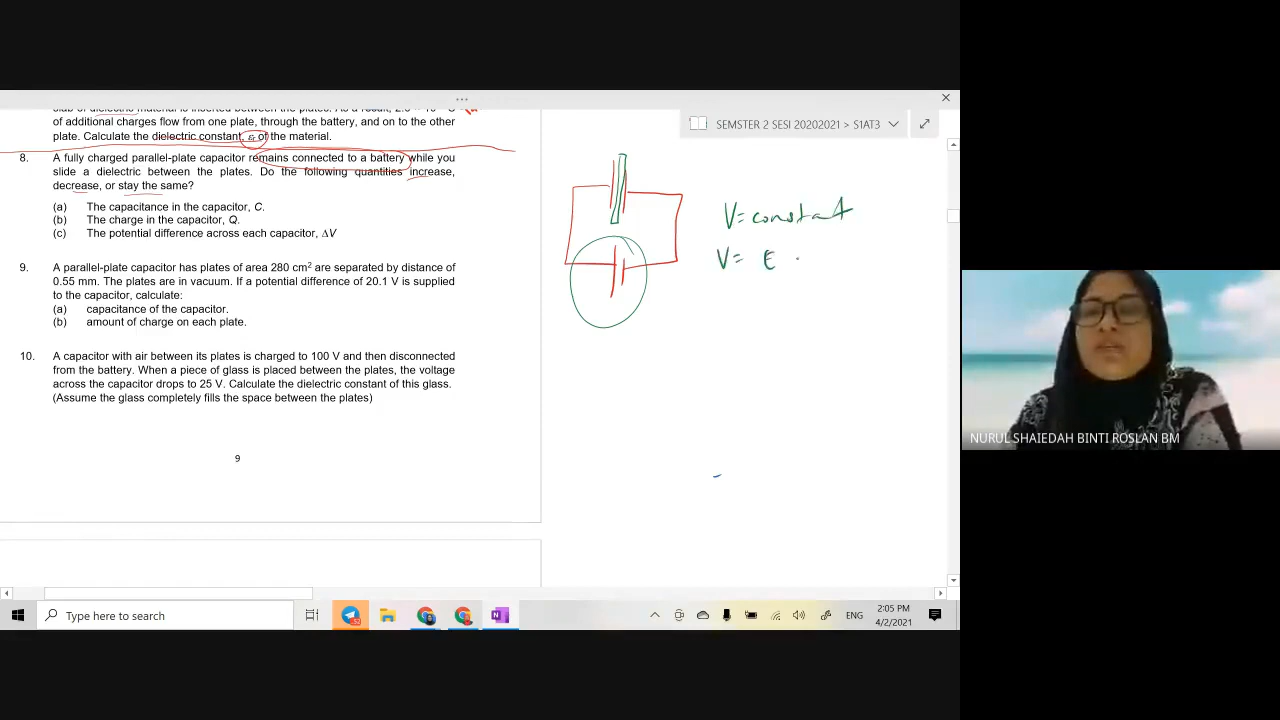 of additional charges flow from one plate, through the battery, and on to the other
plate. Calculate the dielectric constant, εr of the material.
8. A fully charged parallel-plate capacitor remains connected to a battery while you
slide a dielectric between the plates. Do the following quantities increase,
decrease, or stay the same?
(a) The capacitance in the capacitor, C.
(b) The charge in the capacitor, Q.
(c) The potential difference across each capacitor, ΔV
9. A parallel-plate capacitor has plates of area 280 cm² are separated by distance of
0.55 mm. The plates are in vacuum. If a potential difference of 20.1 V is supplied
to the capacitor, calculate:
(a) capacitance of the capacitor.
(b) amount of charge on each plate.
10. A capacitor with air between its plates is charged to 100 V and then disconnected
from the battery. When a piece of glass is placed between the plates, the voltage
across the capacitor drops to 25 V. Calculate the dielectric constant of this glass.
(Assume the glass completely fills the space between the plates)
9
SEMSTER 2 SESI 20202021 > S1AT3
V = constant
V = E
NURUL SHAIEDAH BINTI ROSLAN BM
Type here to search
ENG
2:05 PM
4/2/2021